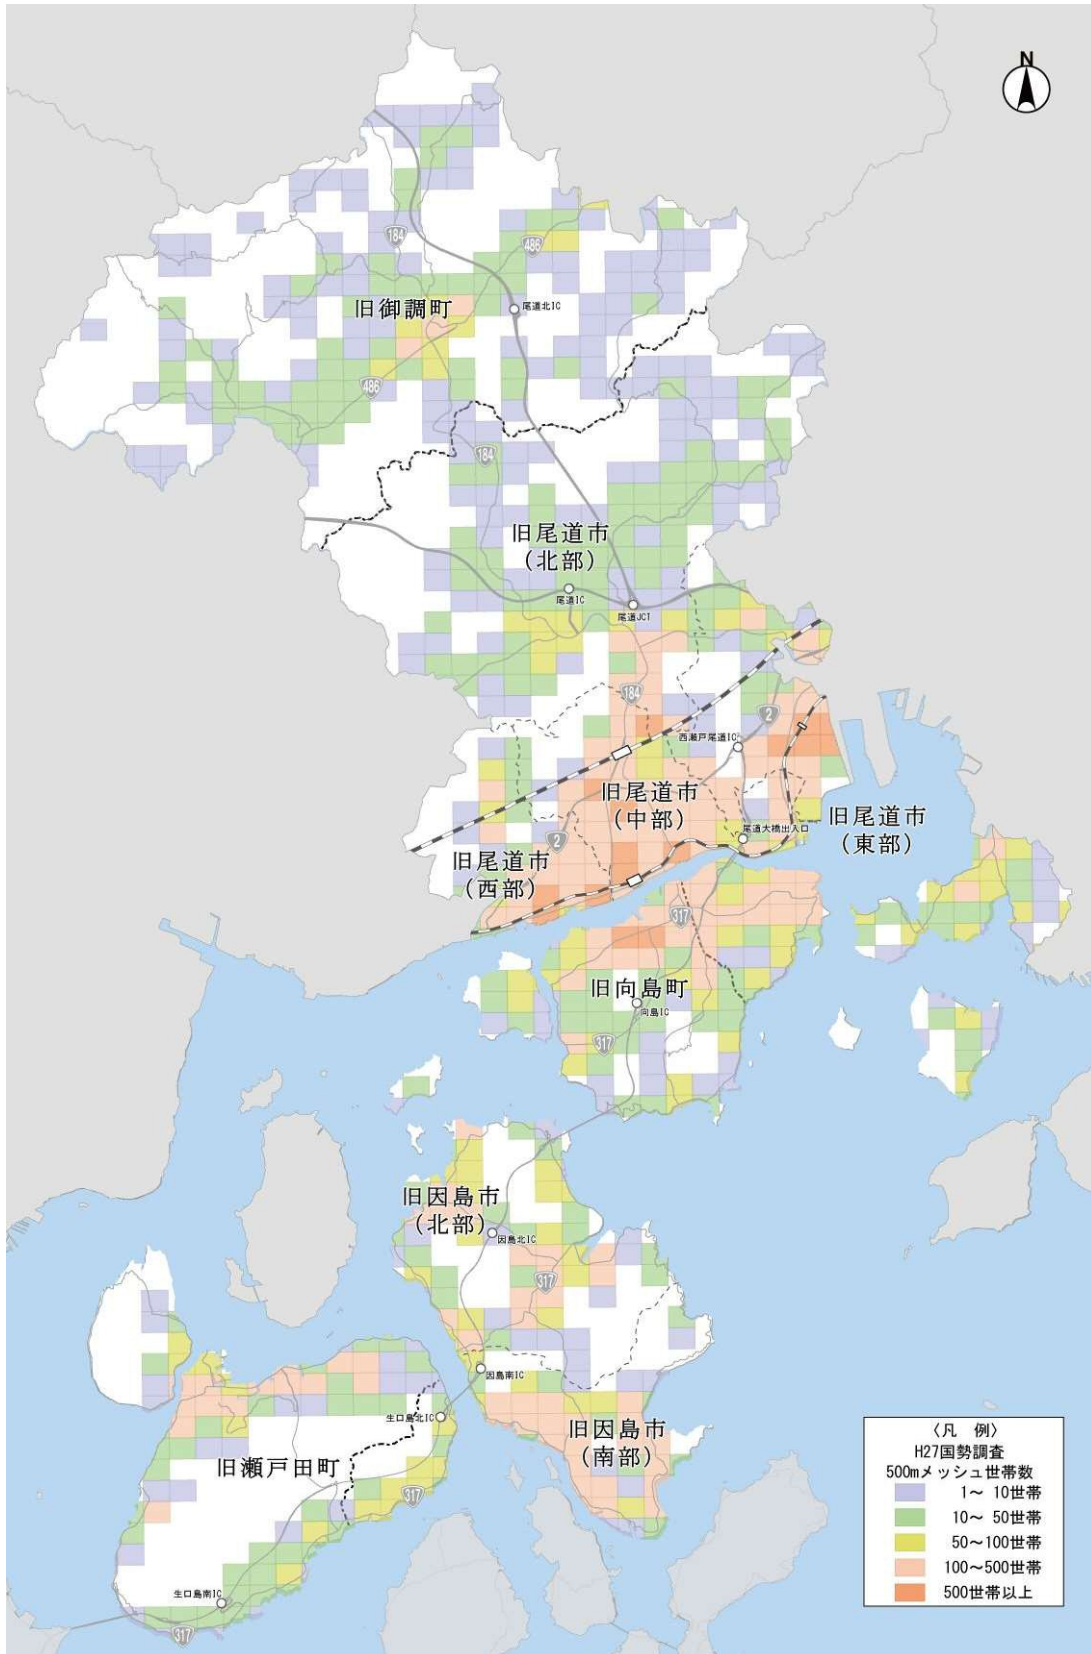 N
184
486
旧御調町
尾道北IC
486
184
旧尾道市
(北部)
尾道IC
尾道JCT
184
2
西瀬戸尾道IC
旧尾道市
(中部)
尾道大橋出入口
旧尾道市
(東部)
2
旧尾道市
(西部)
317
旧向島町
向島IC
317
旧因島市
(北部)
因島北IC
317
因島南IC
生口島北IC
旧因島市
(南部)
旧瀬戸田町
317
生口島南IC
317
〈凡 例〉
H27国勢調査
500mメッシュ世帯数
1~ 10世帯
10~ 50世帯
50~100世帯
100~500世帯
500世帯以上